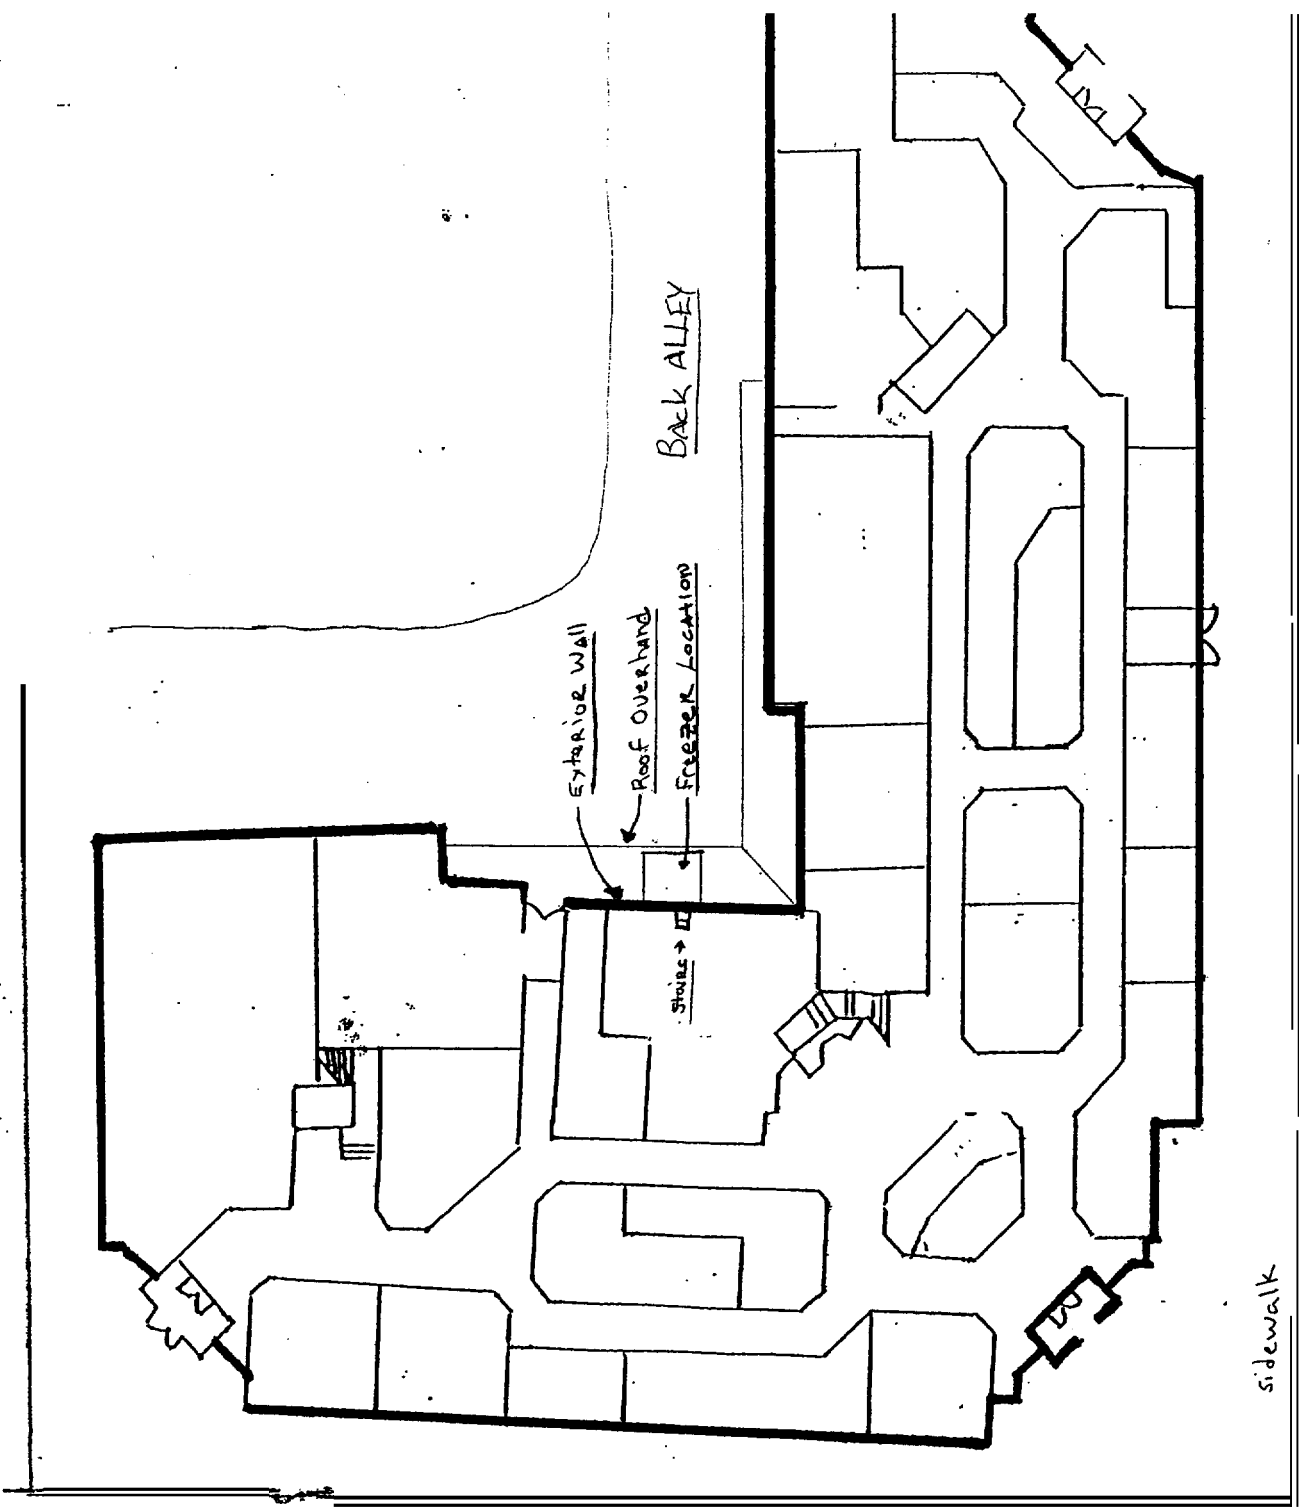 BACK ALLEY
Exterior Wall
Roof Overhand
Freezer Location
Stairs
sidewalk